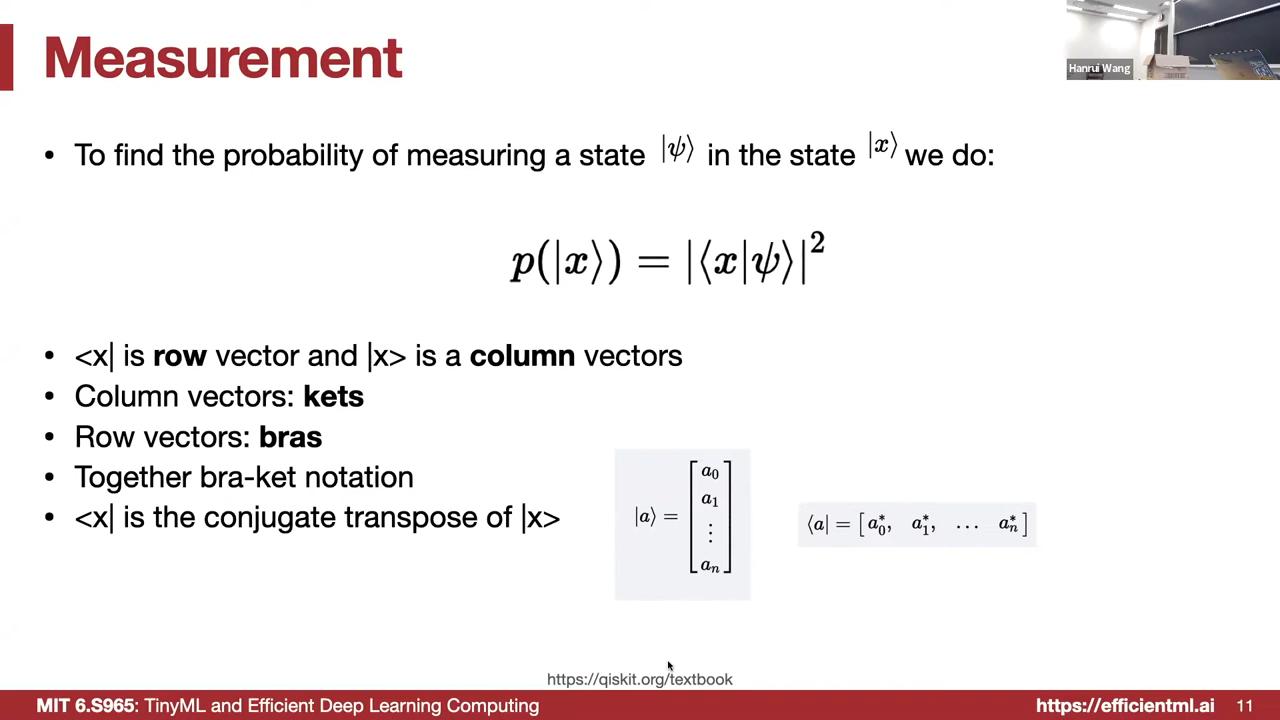 Measurement
Hanrui Wang
• To find the probability of measuring a state |ψ⟩ in the state |x⟩ we do:
p(|x⟩) = |⟨x|ψ⟩|²
• <x| is row vector and |x> is a column vectors
• Column vectors: kets
• Row vectors: bras
• Together bra-ket notation
• <x| is the conjugate transpose of |x>
|a⟩ = [a₀ a₁ ⋮ aₙ]
⟨a| = [a₀*, a₁*, … aₙ*]
https://qiskit.org/textbook
MIT 6.S965: TinyML and Efficient Deep Learning Computing
https://efficientml.ai 11